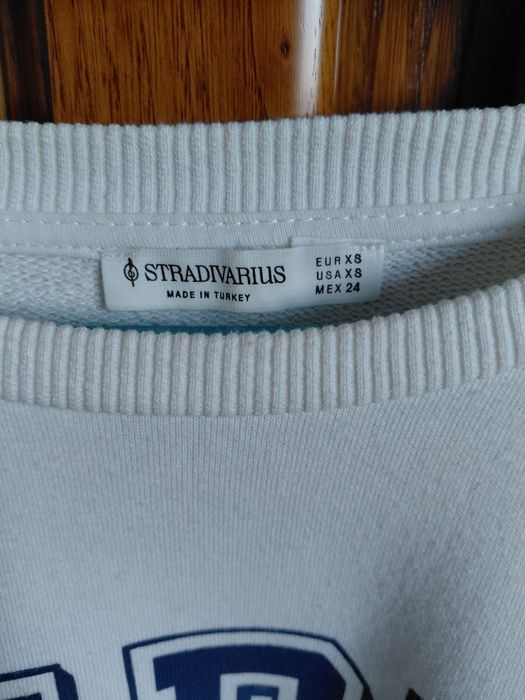 STRADIVARIUS
MADE IN TURKEY
EUR XS
USA XS
MEX 24